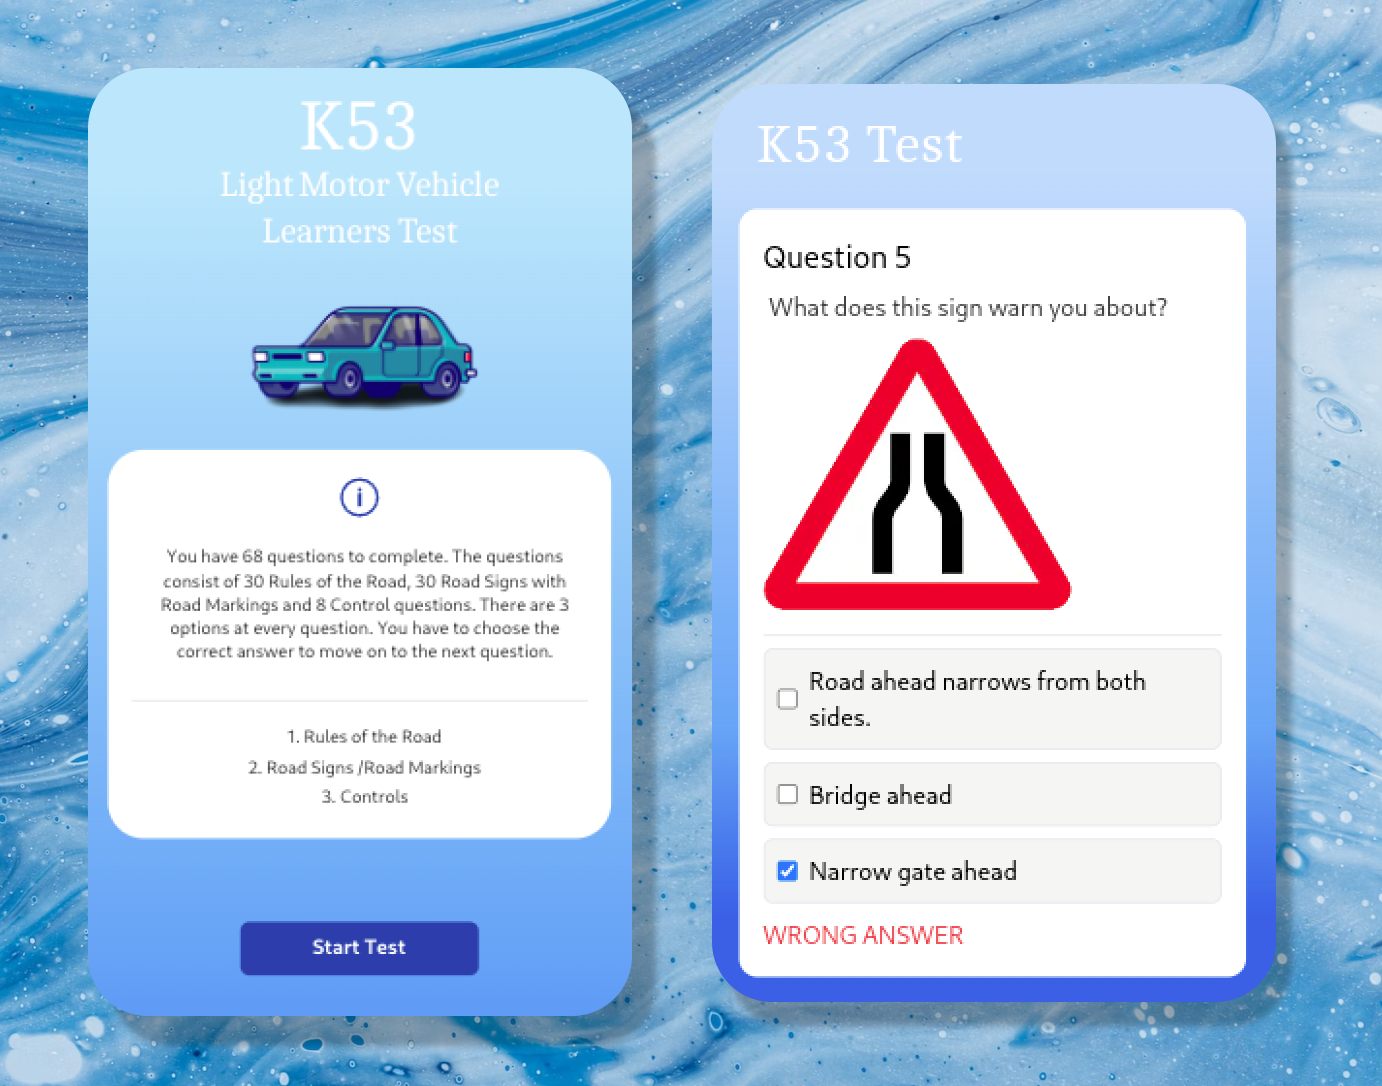 K53
Light Motor Vehicle
Learners Test
i
You have 68 questions to complete. The questions
consist of 30 Rules of the Road, 30 Road Signs with
Road Markings and 8 Control questions. There are 3
options at every question. You have to choose the
correct answer to move on to the next question.
1. Rules of the Road
2. Road Signs /Road Markings
3. Controls
Start Test
K53 Test
Question 5
What does this sign warn you about?
Road ahead narrows from both
sides.
Bridge ahead
Narrow gate ahead
WRONG ANSWER